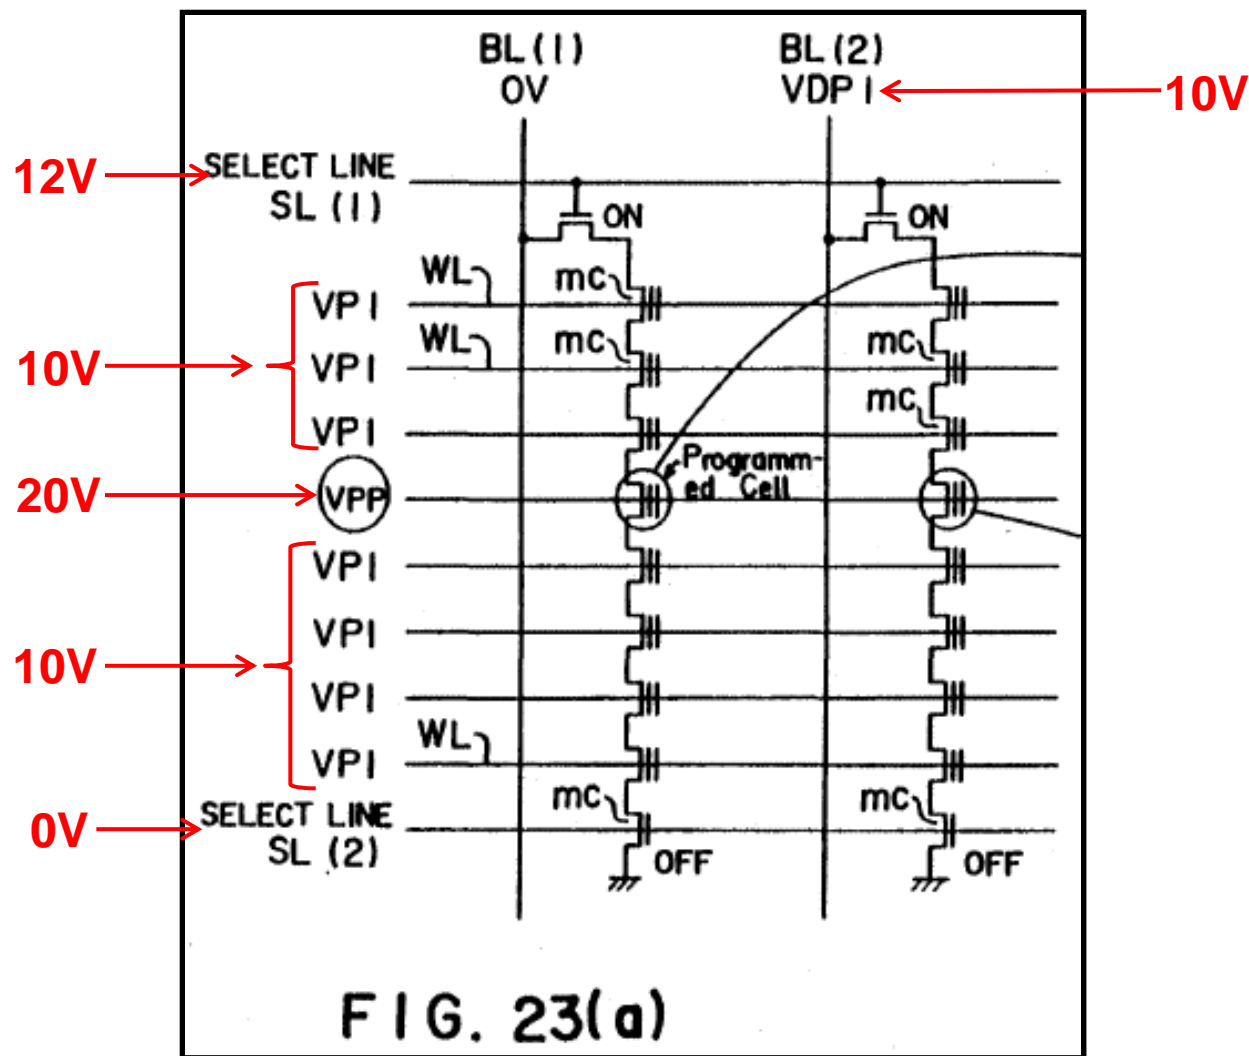 BL(1)
0V
BL(2)
VDP1
10V
12V
SELECT LINE
SL (1)
ON
ON
WL
mc
VP1
10V
WL
mc
mc
VP1
mc
VP1
Programm-
ed Cell
20V
VPP
VP1
VP1
10V
VP1
WL
VP1
mc
mc
0V
SELECT LINE
SL (2)
OFF
OFF
FIG. 23(a)